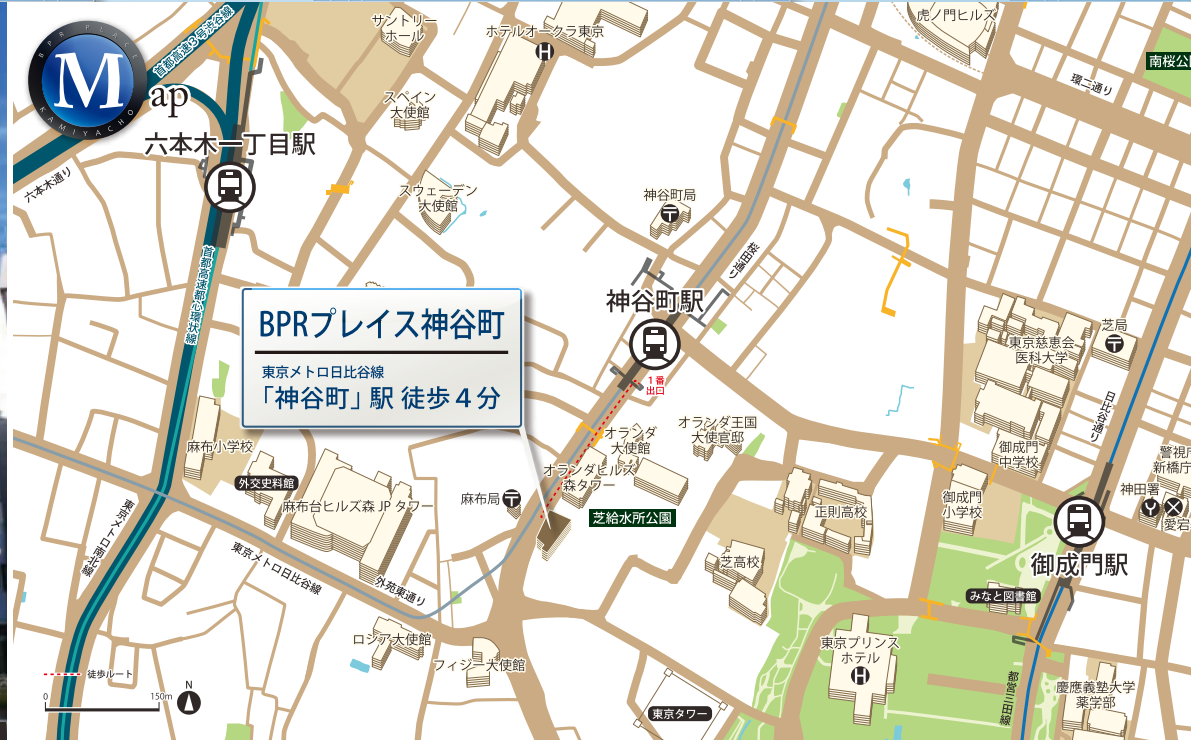 BPR PLACE
M
ap
KAMIYACHO
首都高速3号渋谷線
サントリー
ホール
ホテルオークラ東京
H
虎ノ門ヒルズ
南桜公
環二通り
スペイン
大使館
六本木一丁目駅
六本木通り
スウェーデン
大使館
神谷町局
桜田通り
首都高速都心環状線
神谷町駅
BPRプレイス神谷町
東京メトロ日比谷線
「神谷町」駅 徒歩4分
1番
出口
東京慈恵会
医科大学
芝局
日比谷通り
オランダ
大使館
オランダ王国
大使官邸
麻布小学校
外交史料館
麻布台ヒルズ森JPタワー
麻布局
オランダヒルズ
森タワー
芝給水所公園
正則高校
御成門
中学校
御成門
小学校
警視
新橋庁
神田署
愛宕
御成門駅
東京メトロ南北線
東京メトロ日比谷線
外苑東通り
芝高校
みなと図書館
ロシア大使館
フィジー大使館
東京プリンス
ホテル
H
東京タワー
都営三田線
慶應義塾大学
薬学部
徒歩ルート
0
150m
N